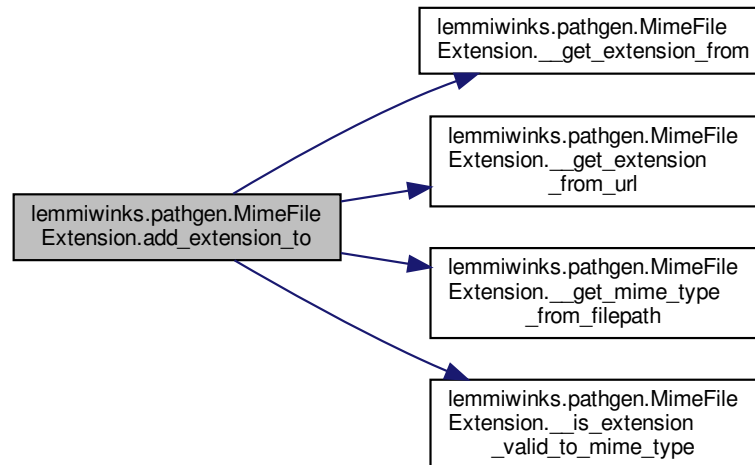 lemmiwinks.pathgen.MimeFile
Extension.__get_extension_from
lemmiwinks.pathgen.MimeFile
Extension.__get_extension
_from_url
lemmiwinks.pathgen.MimeFile
Extension.add_extension_to
lemmiwinks.pathgen.MimeFile
Extension.__get_mime_type
_from_filepath
lemmiwinks.pathgen.MimeFile
Extension.__is_extension
_valid_to_mime_type